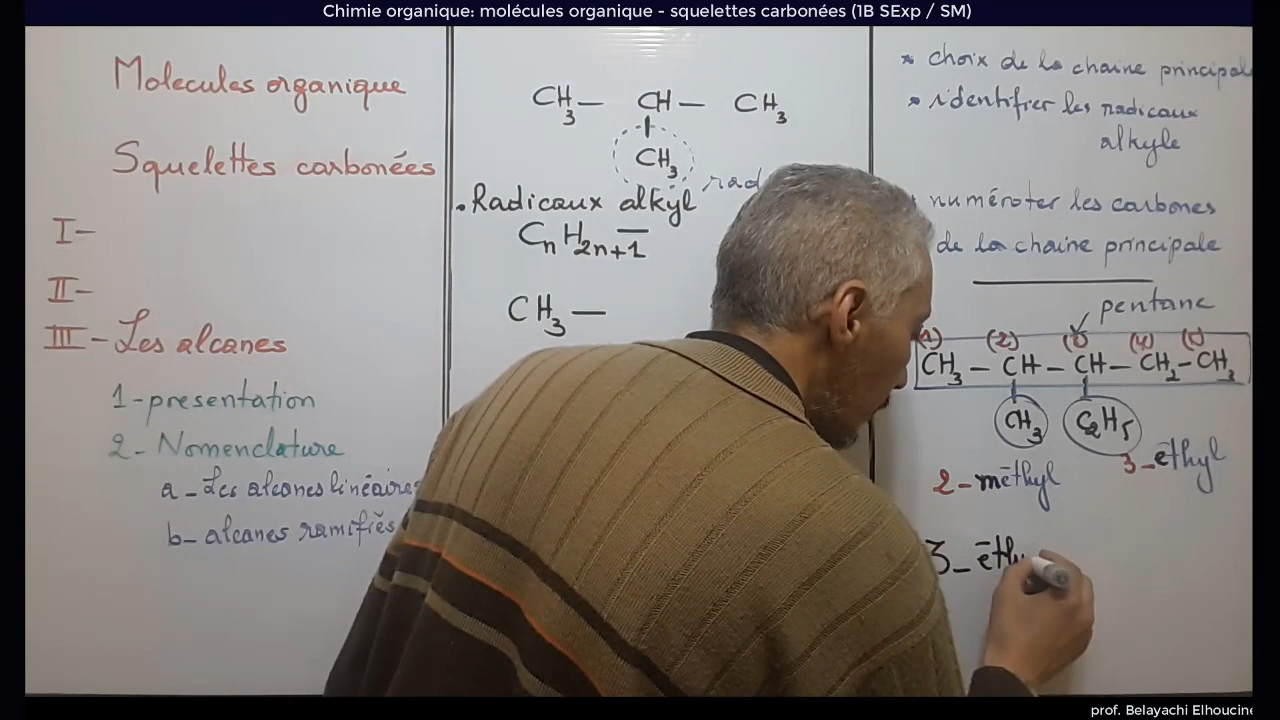 Chimie organique: molécules organique - squelettes carbonées (1B SExp / SM)
Molecules organique
Squelettes carbonées
I-
II-
III- Les alcanes
1-presentation
2- Nomenclature
a - Les alcanes linéaires
b- alcanes ramifiés
CH3 — CH — CH3
CH3
rad
• Radicaux alkyl
CnH2n+1 —
CH3 —
* choix de la chaine principale
* identifier les radicaux
alkyle
numéroter les carbones
de la chaine principale
pentane
(1) (2) (3) (4) (5)
CH3 — CH — CH — CH2 - CH3
CH3 C2H5
2- méthyl 3- éthyl
3- éthy
prof. Belayachi Elhoucine